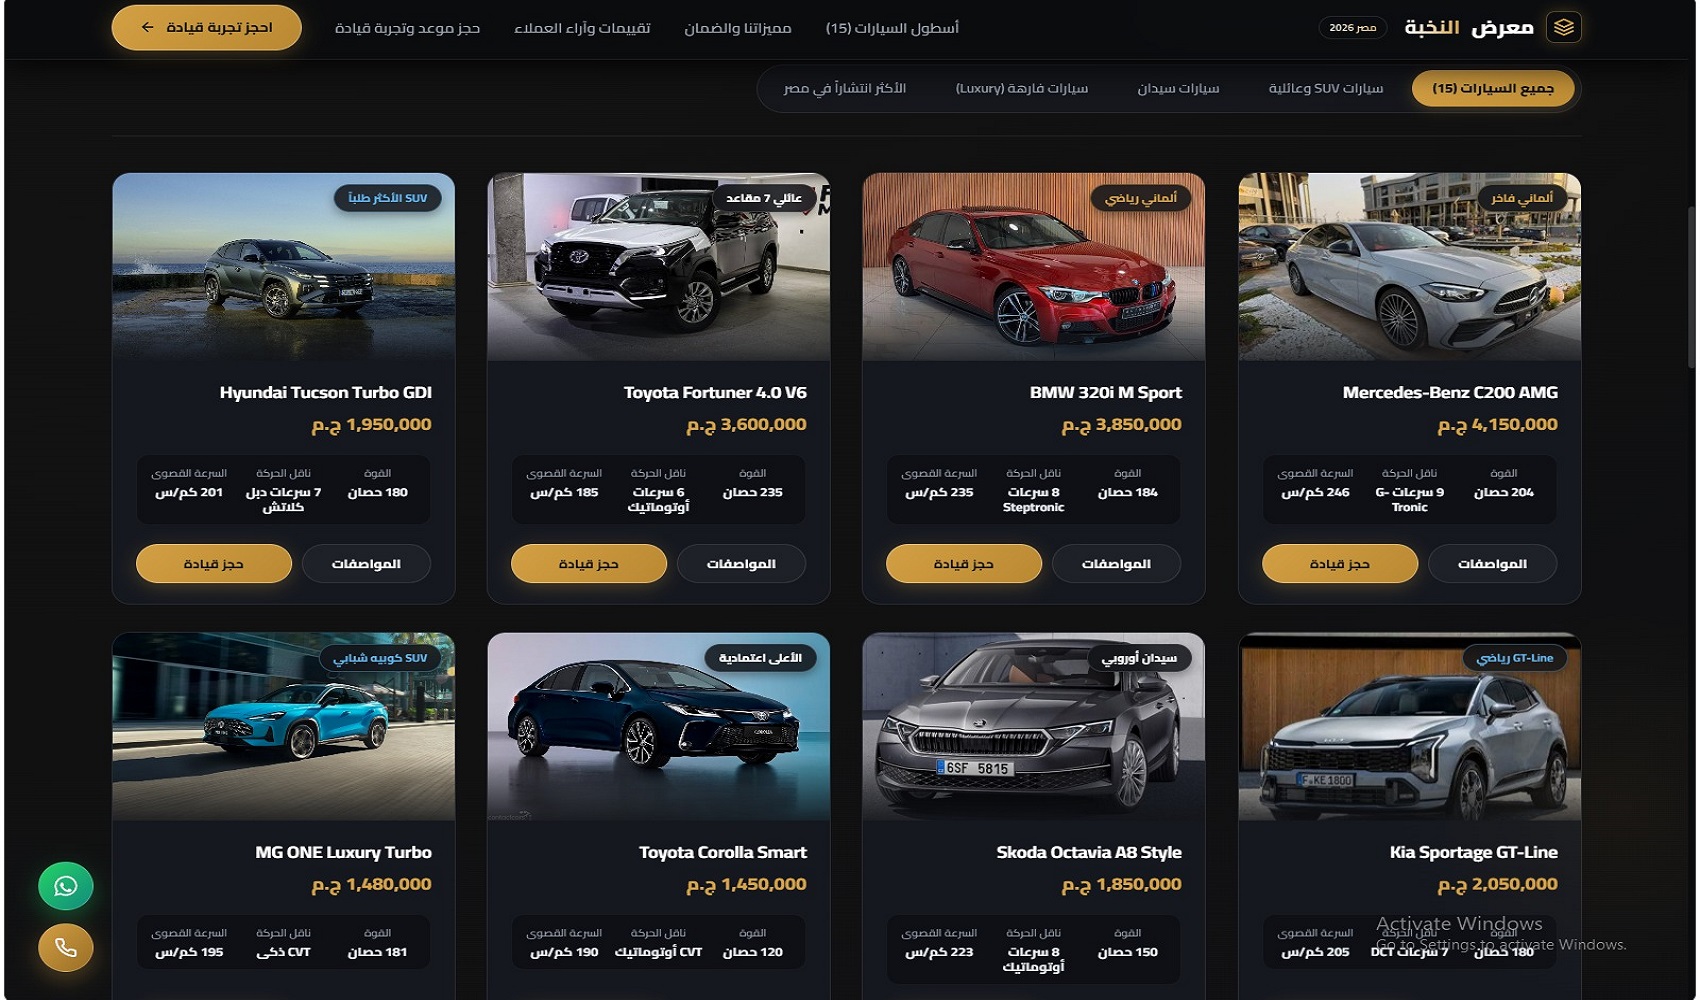 معرض النخبة
مصر 2026
أسطول السيارات (15)
مميزاتنا والضمان
تقييمات وآراء العملاء
حجز موعد وتجربة قيادة
احجز تجربة قيادة
جميع السيارات (15)
سيارات SUV وعائلية
سيارات سيدان
سيارات فارهة (Luxury)
الأكثر انتشاراً في مصر
ألماني فاخر
Mercedes-Benz C200 AMG
4,150,000 ج.م
القوة
204 حصان
ناقل الحركة
9 سرعات G-
Tronic
السرعة القصوى
246 كم/س
المواصفات
حجز قيادة
ألماني رياضي
BMW 320i M Sport
3,850,000 ج.م
القوة
184 حصان
ناقل الحركة
8 سرعات
Steptronic
السرعة القصوى
235 كم/س
المواصفات
حجز قيادة
عائلي 7 مقاعد
Toyota Fortuner 4.0 V6
3,600,000 ج.م
القوة
235 حصان
ناقل الحركة
6 سرعات
أوتوماتيك
السرعة القصوى
185 كم/س
المواصفات
حجز قيادة
SUV الأكثر طلباً
Hyundai Tucson Turbo GDI
1,950,000 ج.م
القوة
180 حصان
ناقل الحركة
7 سرعات دبل
كلاتش
السرعة القصوى
201 كم/س
المواصفات
حجز قيادة
GT-Line رياضي
Kia Sportage GT-Line
2,050,000 ج.م
القوة
180 حصان
ناقل الحركة
7 سرعات DCT
السرعة القصوى
205 كم/س
سيدان أوروبي
6SF 5815
Skoda Octavia A8 Style
1,850,000 ج.م
القوة
150 حصان
ناقل الحركة
8 سرعات
أوتوماتيك
السرعة القصوى
223 كم/س
الأعلى اعتمادية
COROLLA
Toyota Corolla Smart
1,450,000 ج.م
القوة
120 حصان
ناقل الحركة
CVT أوتوماتيك
السرعة القصوى
190 كم/س
SUV كوبيه شبابي
MG ONE Luxury Turbo
1,480,000 ج.م
القوة
181 حصان
ناقل الحركة
CVT ذكي
السرعة القصوى
195 كم/س
Activate Windows
Go to Settings to activate Windows.